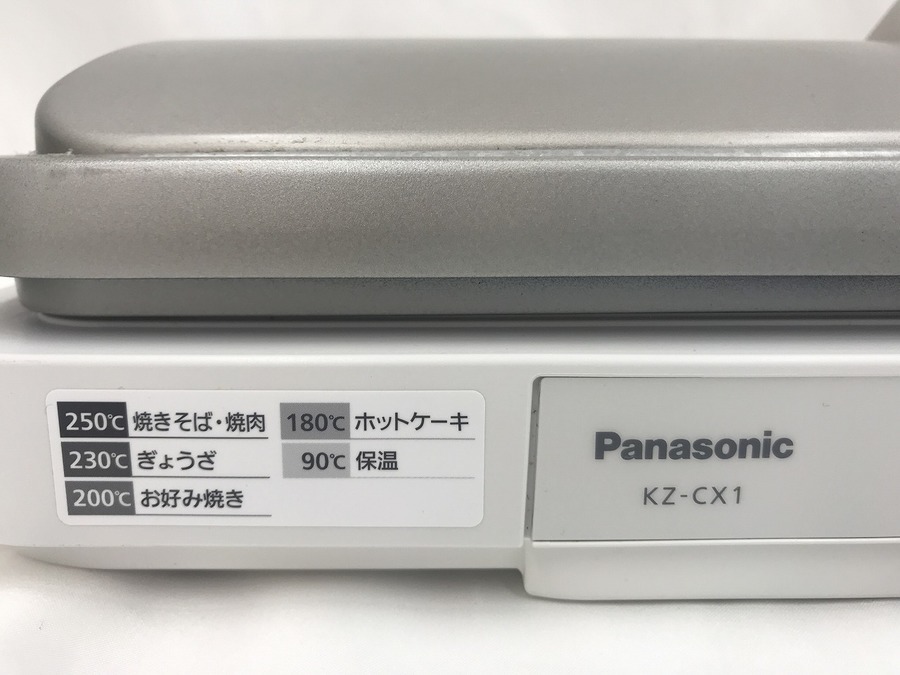 250℃ 焼きそば・焼肉
230℃ ぎょうざ
200℃ お好み焼き
180℃ ホットケーキ
90℃ 保温
Panasonic
KZ-CX1